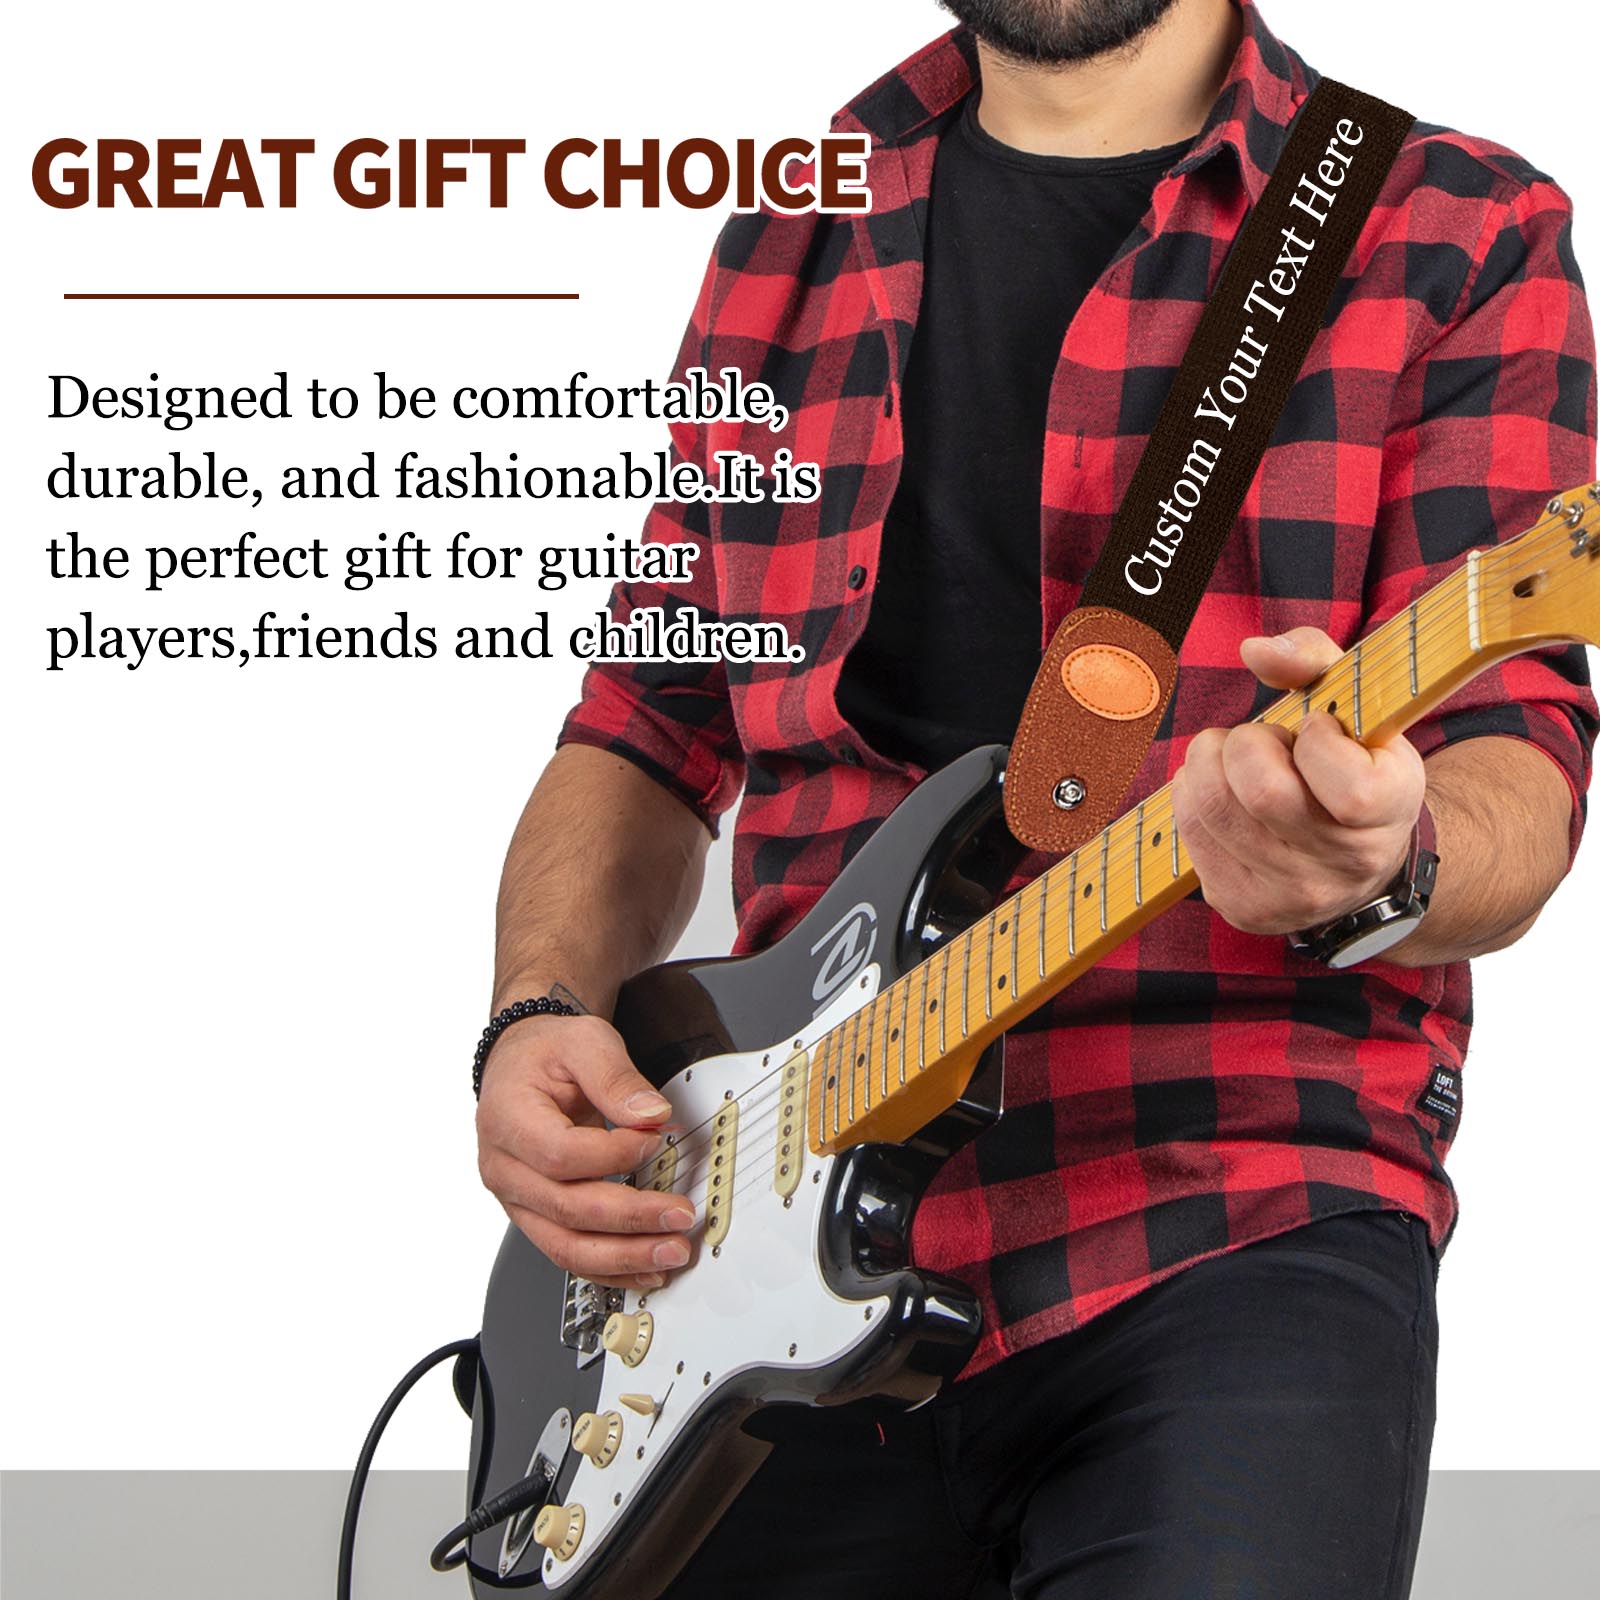 GREAT GIFT CHOICE
Designed to be comfortable,
durable, and fashionable.It is
the perfect gift for guitar
players,friends and children.
Custom Your Text Here
LOFT